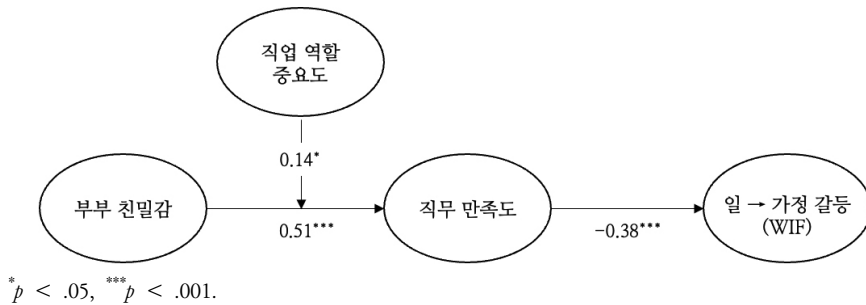 직업 역할
중요도
0.14*
부부 친밀감
직무 만족도
일 → 가정 갈등
(WIF)
0.51***
−0.38***
*p < .05, ***p < .001.